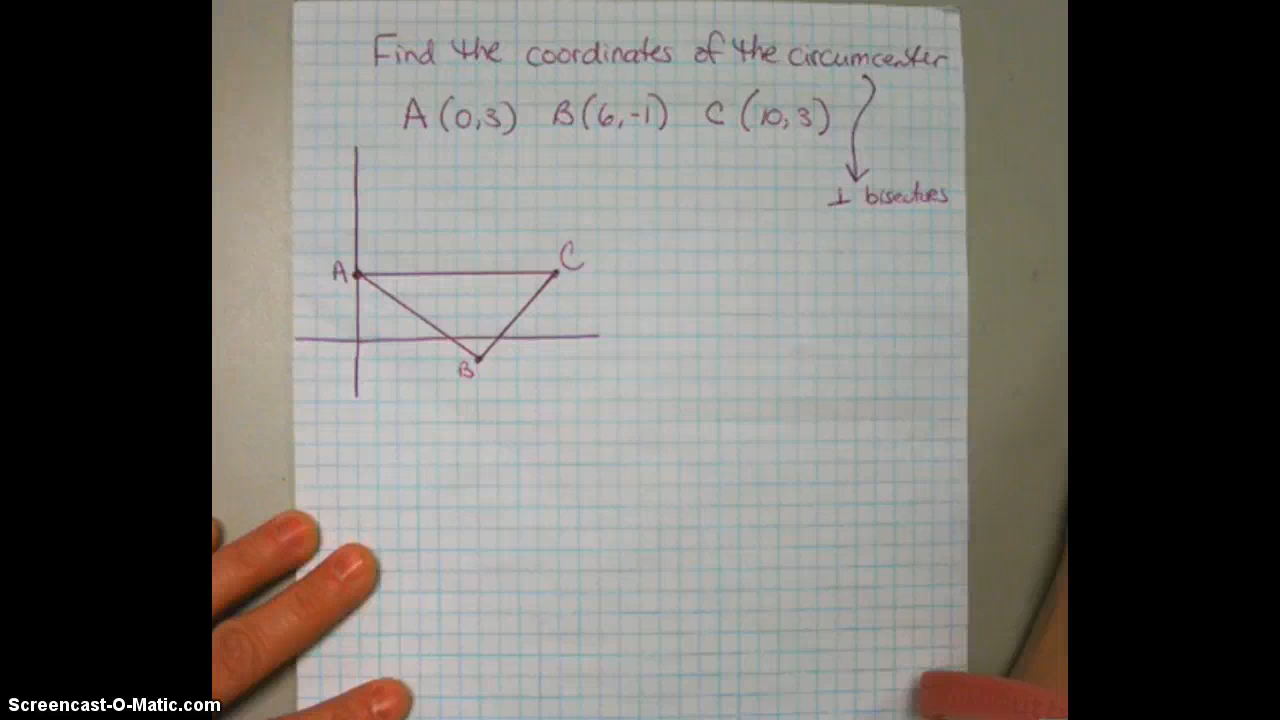 Find the coordinates of the circumcenter
A (0,3) B(6,-1) C (10,3)
⊥ bisectors
C
A
B
Screencast-O-Matic.com